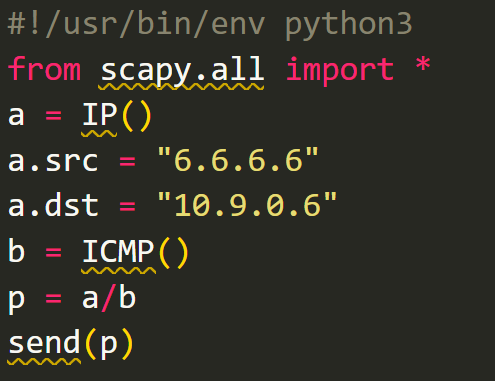 #!/usr/bin/env python3
from scapy.all import *
a = IP()
a.src = "6.6.6.6"
a.dst = "10.9.0.6"
b = ICMP()
p = a/b
send(p)